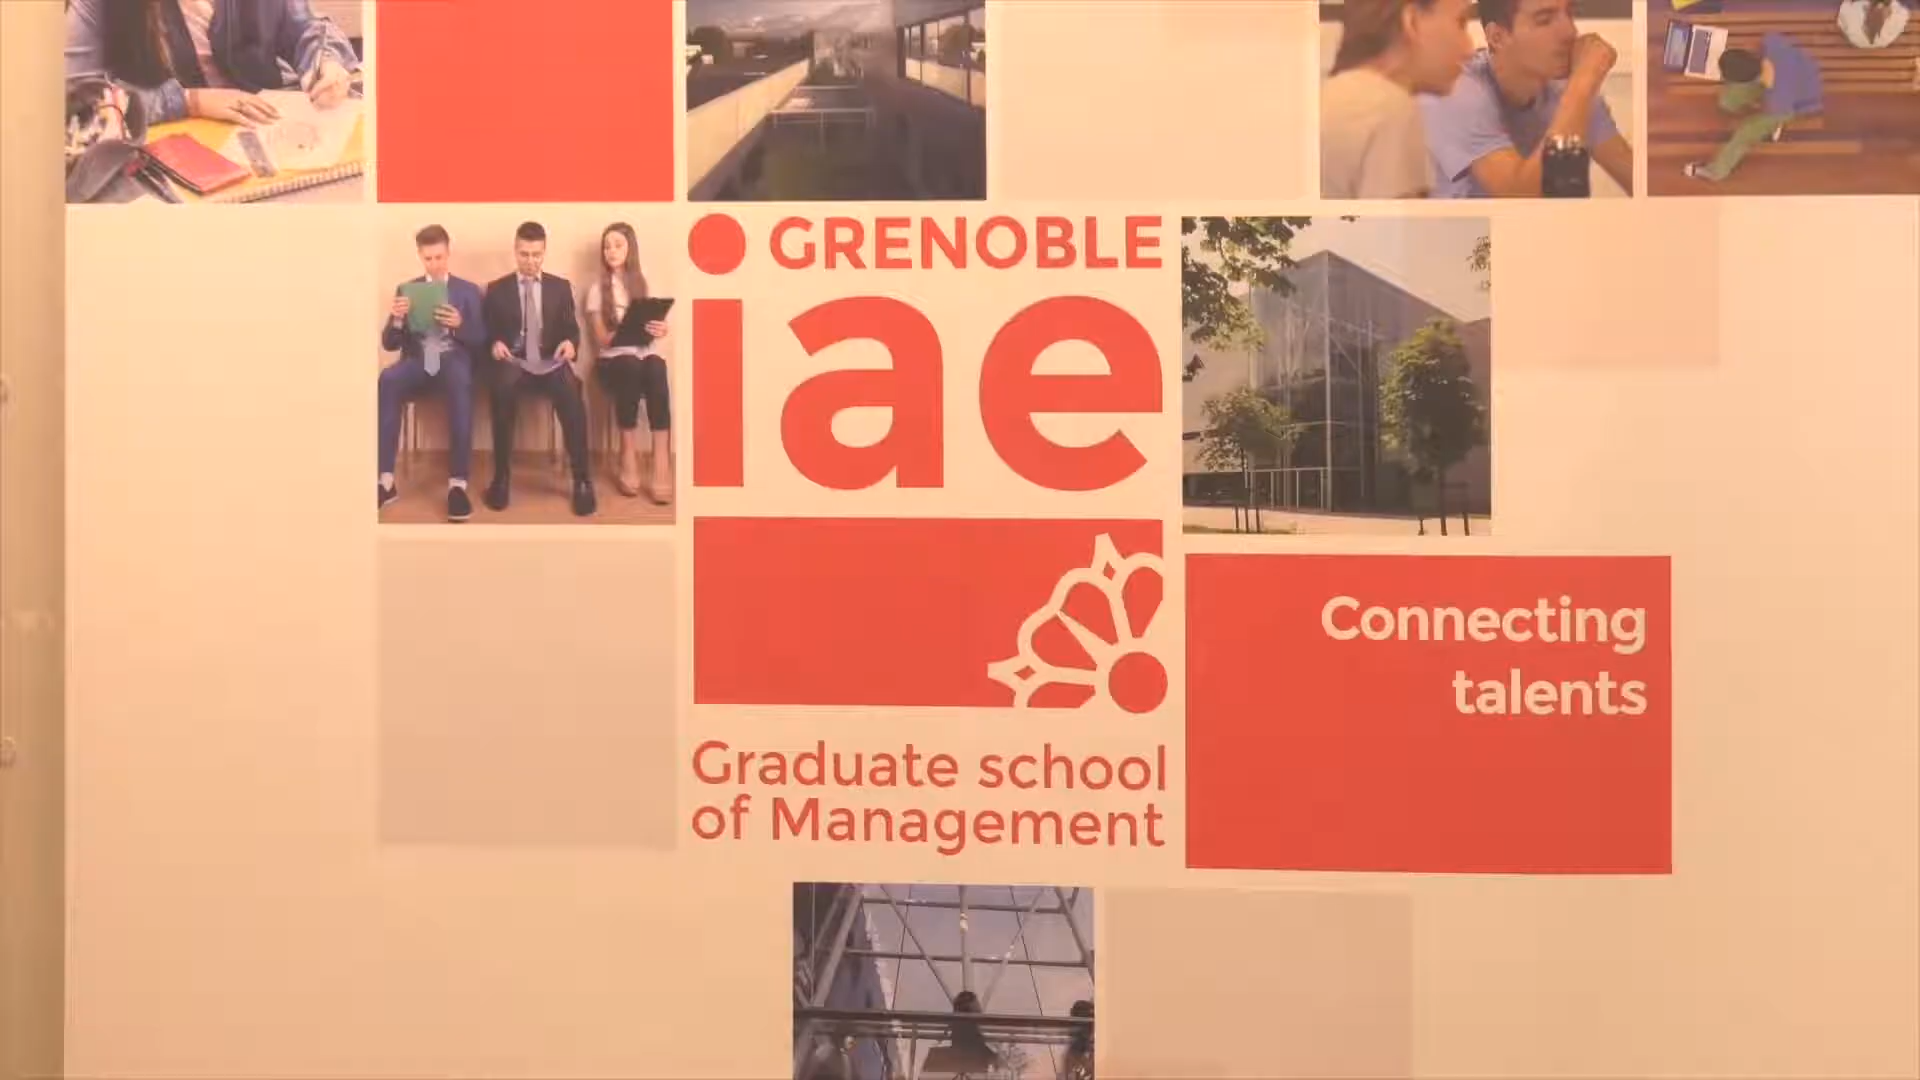 GRENOBLE
iae
Graduate school
of Management
Connecting
talents